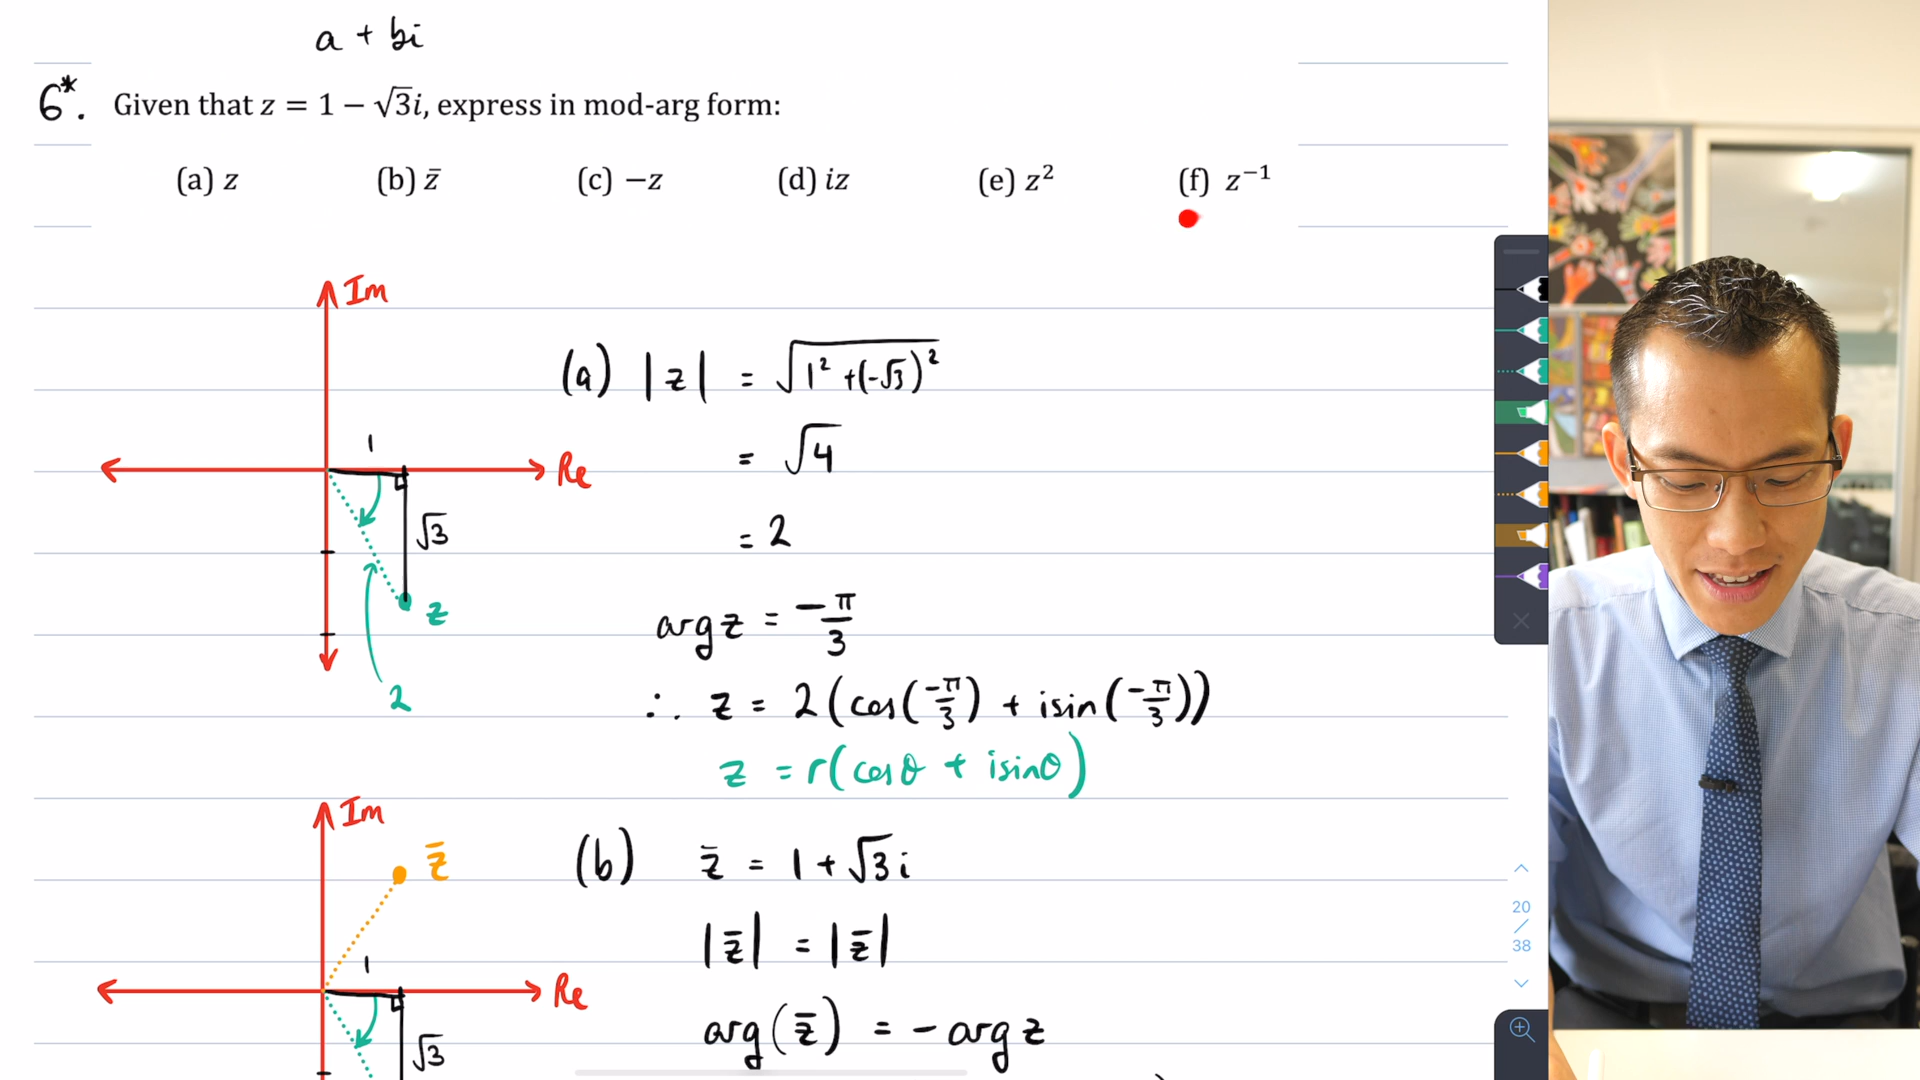 a + bi
6*. Given that z = 1 − √3i, express in mod-arg form:
(a) z (b) z̄ (c) −z (d) iz (e) z² (f) z⁻¹
Im
1
Re
√3
z
2
(a) |z| = √(1² + (-√3)²)
= √4
= 2
arg z = -π/3
∴ z = 2(cos(-π/3) + isin(-π/3))
z = r(cosθ + isinθ)
Im
z̄
1
Re
√3
(b) z̄ = 1 + √3i
|z̄| = |z̄|
arg(z̄) = - arg z
20
/
38